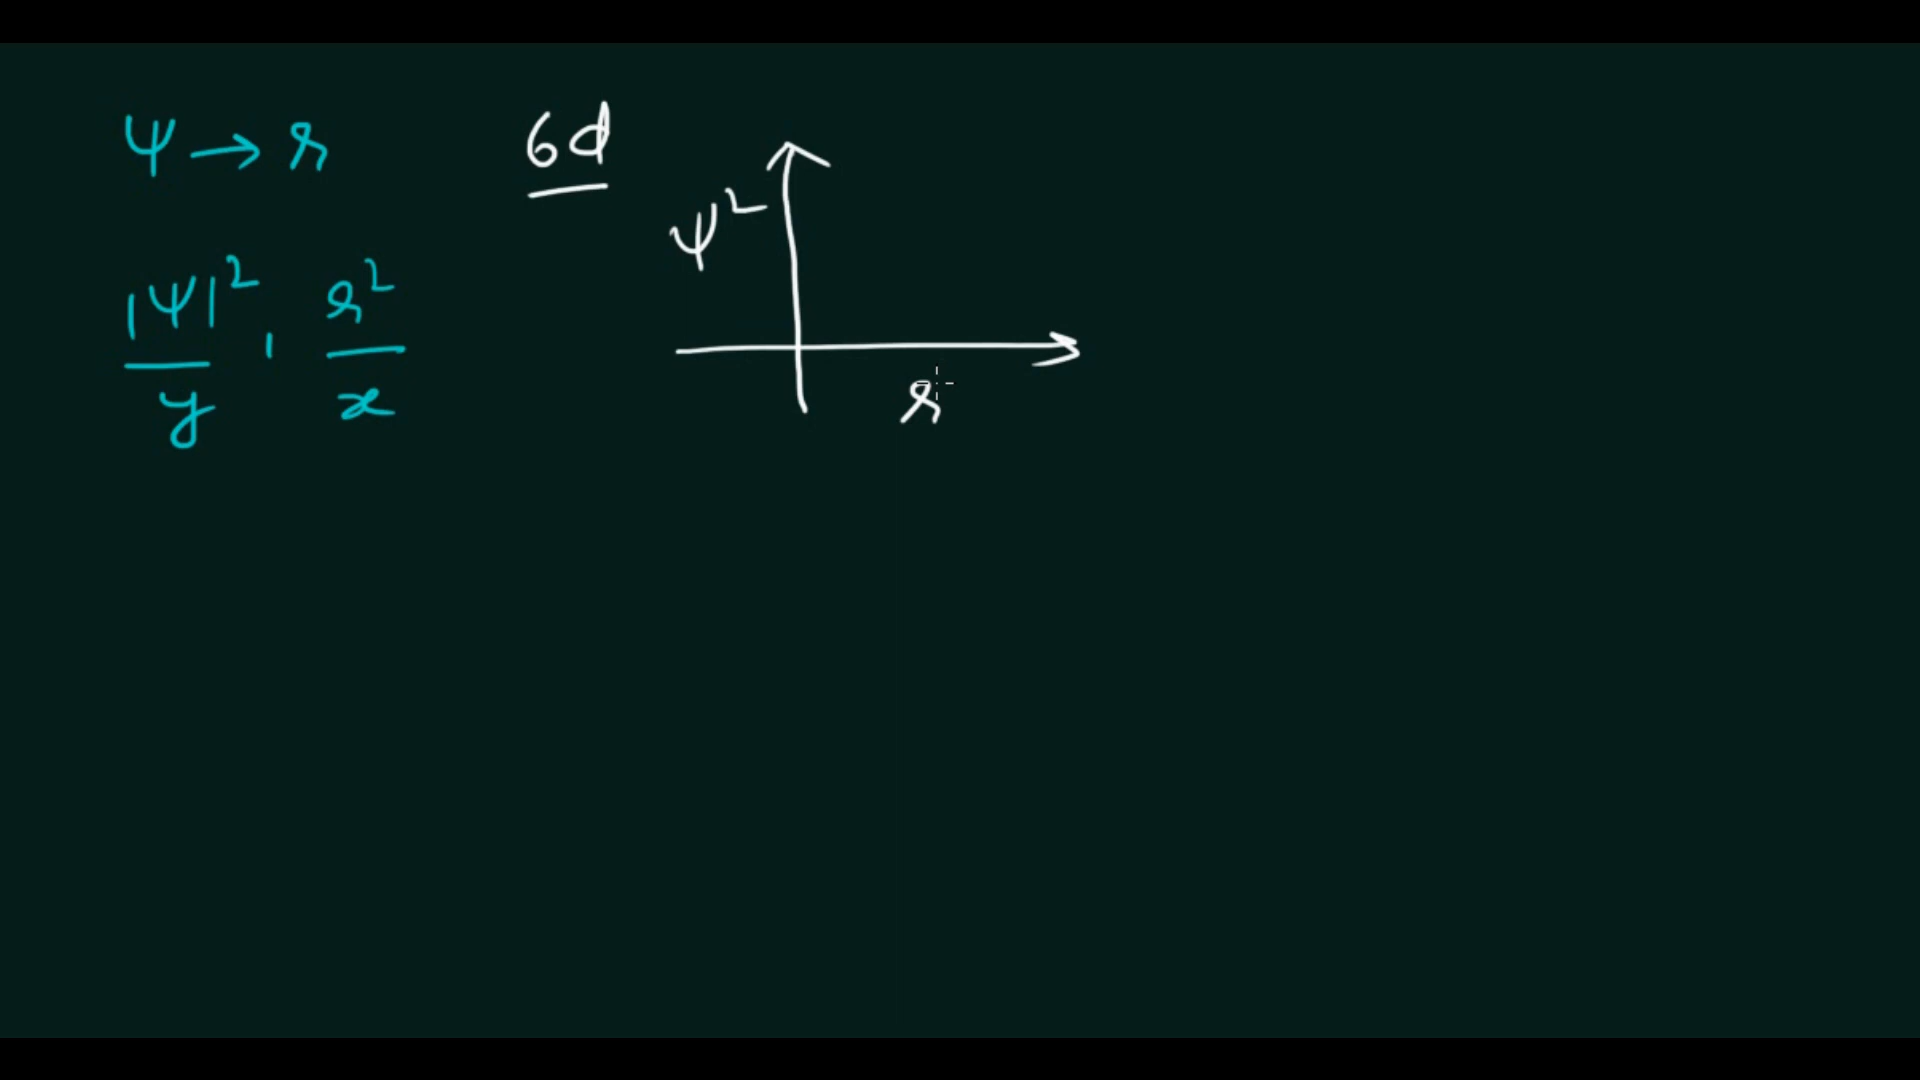 ψ → r
6d
ψ²
|ψ|² , r²
y x
r